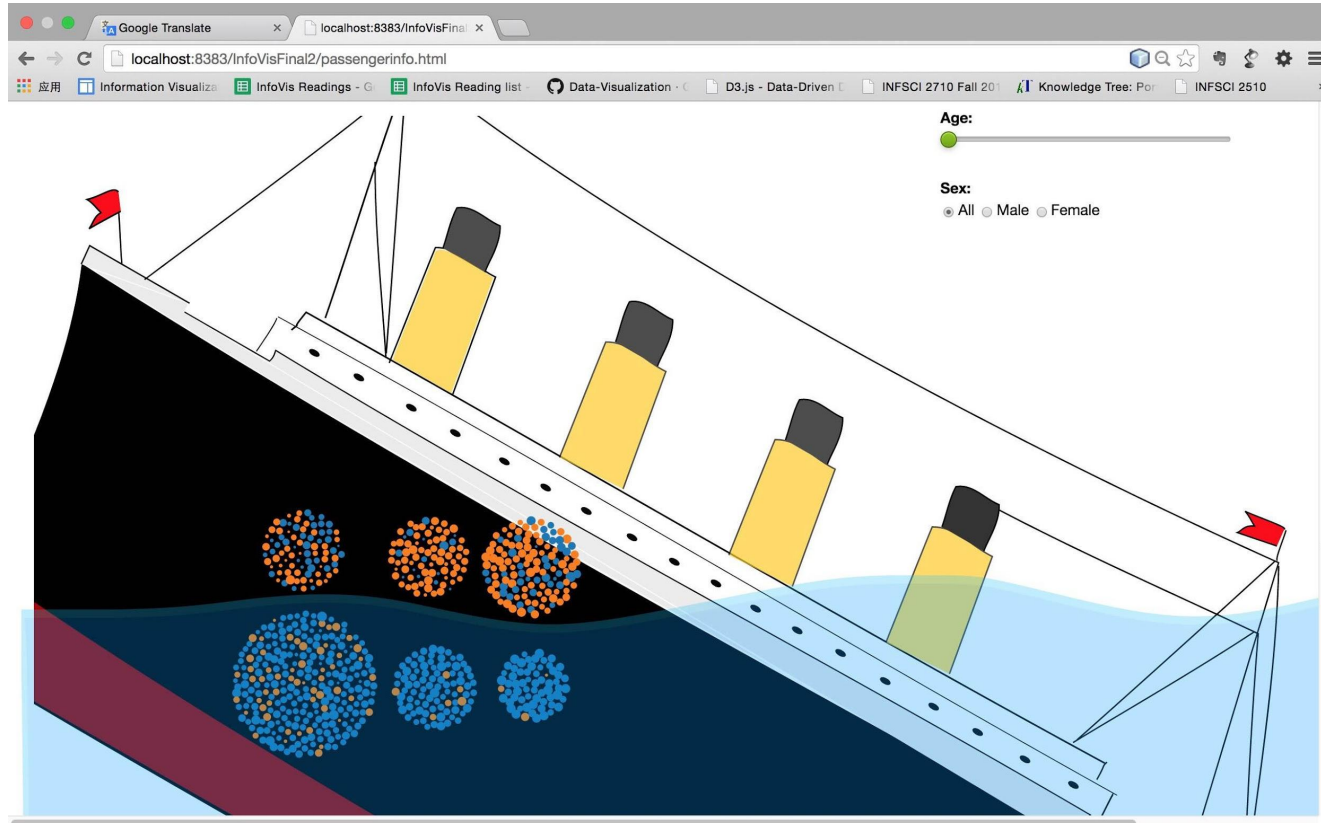 Google Translate
localhost:8383/InfoVisFinal
localhost:8383/InfoVisFinal2/passengerinfo.html
应用 Information Visualiza InfoVis Readings - G InfoVis Reading list - Data-Visualization · D3.js - Data-Driven D INFSCI 2710 Fall 201 Knowledge Tree: Por INFSCI 2510
Age:
Sex:
All Male Female